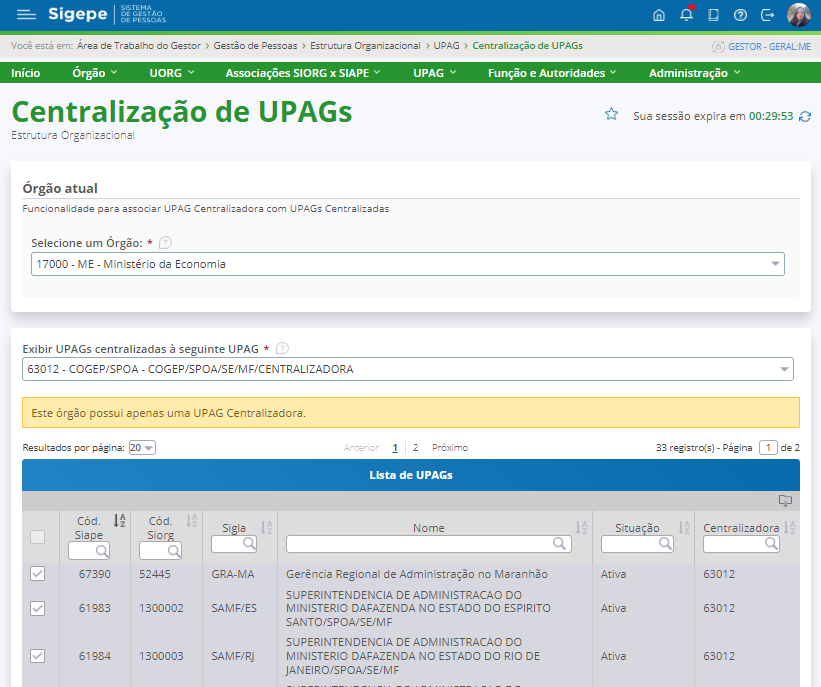 Sigepe SISTEMA
DE GESTÃO
DE PESSOAS
Você está em: Área de Trabalho do Gestor > Gestão de Pessoas > Estrutura Organizacional > UPAG > Centralização de UPAGs GESTOR - GERAL:ME
Início Órgão UORG Associações SIORG x SIAPE UPAG Função e Autoridades Administração
Centralização de UPAGs
Sua sessão expira em 00:29:53
Estrutura Organizacional
Órgão atual
Funcionalidade para associar UPAG Centralizadora com UPAGs Centralizadas
Selecione um Órgão: *
17000 - ME - Ministério da Economia
Exibir UPAGs centralizadas à seguinte UPAG *
63012 - COGEP/SPOA - COGEP/SPOA/SE/MF/CENTRALIZADORA
Este órgão possui apenas uma UPAG Centralizadora.
Resultados por página: 20 Anterior 1 2 Próximo 33 registro(s) - Página 1 de 2
Lista de UPAGs
Cód. Siape Cód. Siorg Sigla Nome Situação Centralizadora
67390 52445 GRA-MA Gerência Regional de Administração no Maranhão Ativa 63012
SUPERINTENDENCIA DE ADMINISTRACAO DO
61983 1300002 SAMF/ES MINISTERIO DAFAZENDA NO ESTADO DO ESPIRITO Ativa 63012
SANTO/SPOA/SE/MF
SUPERINTENDENCIA DE ADMINISTRACAO DO
61984 1300003 SAMF/RJ MINISTERIO DAFAZENDA NO ESTADO DO RIO DE Ativa 63012
JANEIRO/SPOA/SE/MF